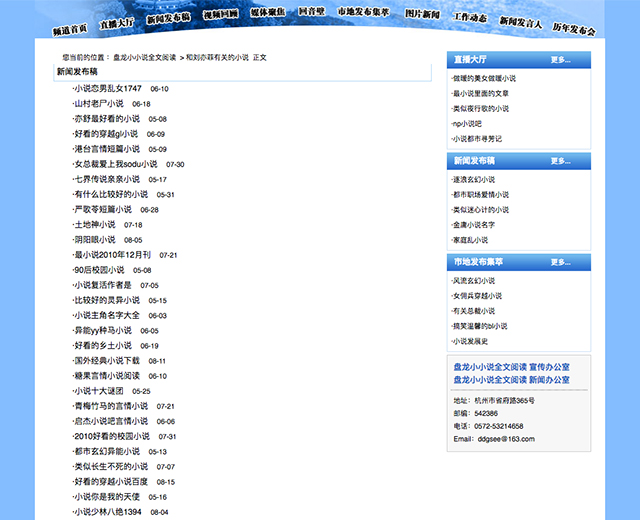 频道首页 直播大厅 新闻发布稿 视频回顾 媒体聚焦 回音壁 市地发布集萃 图片新闻 工作动态 新闻发言人 历年发布会
您当前的位置 : 盘龙小小说全文阅读 > 和刘亦菲有关的小说 正文
新闻发布稿
·小说恋男乱女1747 06-10
·山村老尸小说 06-18
·亦舒最好看的小说 05-08
·好看的穿越gl小说 06-09
·港台言情短篇小说 05-09
·女总裁爱上我sodu小说 07-30
·七界传说亲亲小说 05-17
·有什么比较好的小说 05-31
·严歌苓短篇小说 06-28
·土地神小说 07-18
·阴阳眼小说 08-05
·最小说2010年12月刊 07-21
·90后校园小说 05-08
·小说复活作者是 07-05
·比较好的灵异小说 05-15
·小说主角名字大全 06-03
·异能yy种马小说 06-05
·好看的乡土小说 06-19
·国外经典小说下载 08-11
·糖果言情小说阅读 06-10
·小说十大谜团 05-25
·青梅竹马的言情小说 07-21
·启杰小说吧言情小说 06-06
·2010好看的校园小说 07-31
·都市玄幻异能小说 05-13
·类似长生不死的小说 07-07
·好看的穿越小说百度 08-15
·小说你是我的天使 05-16
·小说少林八绝1394 08-04
直播大厅 更多...
·做暖的美女做暖小说
·最小说里面的文章
·类似夜行歌的小说
·np小说吧
·小说都市寻芳记
新闻发布稿 更多...
·逐浪玄幻小说
·都市职场爱情小说
·类似迷心计的小说
·金庸小说名字
·家庭乱小说
市地发布集萃 更多...
·风流玄幻小说
·女佣兵穿越小说
·有关总裁小说
·搞笑温馨的bl小说
·小说发展史
盘龙小小说全文阅读 宣传办公室
盘龙小小说全文阅读 新闻办公室
地址：杭州市省府路365号
邮编：542386
电话：0572-53214658
Email：ddgsee@163.com